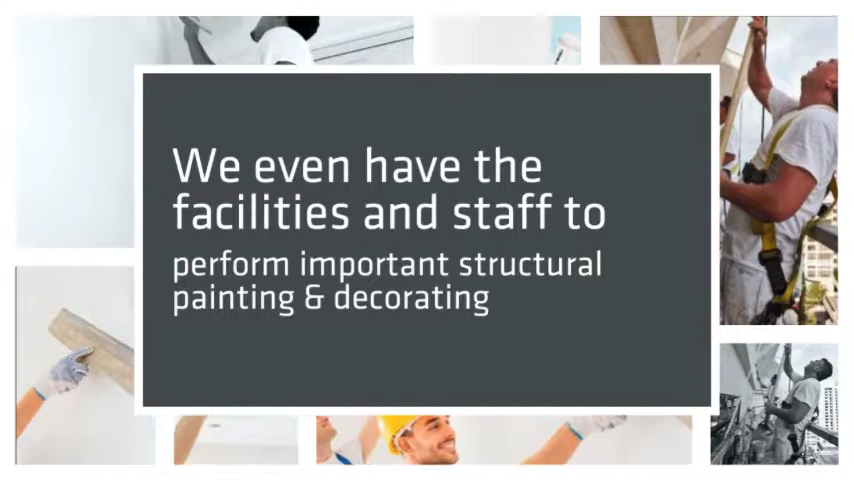 We even have the
facilities and staff to
perform important structural
painting & decorating